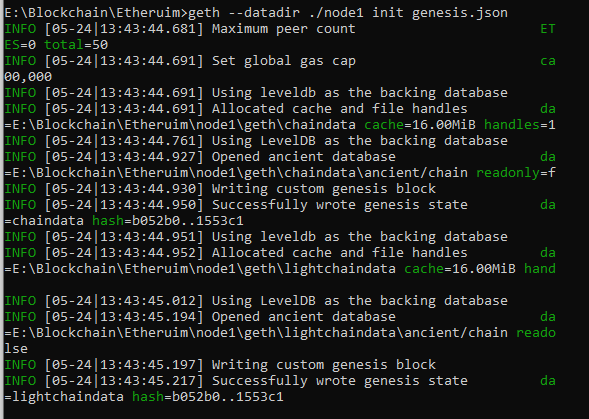 E:\Blockchain\Etheruim>geth --datadir ./node1 init genesis.json
INFO [05-24|13:43:44.681] Maximum peer count ET
ES=0 total=50
INFO [05-24|13:43:44.691] Set global gas cap ca
00,000
INFO [05-24|13:43:44.691] Using leveldb as the backing database
INFO [05-24|13:43:44.691] Allocated cache and file handles da
=E:\Blockchain\Etheruim\node1\geth\chaindata cache=16.00MiB handles=1
INFO [05-24|13:43:44.761] Using LevelDB as the backing database
INFO [05-24|13:43:44.927] Opened ancient database da
=E:\Blockchain\Etheruim\node1\geth\chaindata\ancient/chain readonly=f
INFO [05-24|13:43:44.930] Writing custom genesis block
INFO [05-24|13:43:44.950] Successfully wrote genesis state da
=chaindata hash=b052b0..1553c1
INFO [05-24|13:43:44.951] Using leveldb as the backing database
INFO [05-24|13:43:44.952] Allocated cache and file handles da
=E:\Blockchain\Etheruim\node1\geth\lightchaindata cache=16.00MiB hand
INFO [05-24|13:43:45.012] Using LevelDB as the backing database
INFO [05-24|13:43:45.194] Opened ancient database da
=E:\Blockchain\Etheruim\node1\geth\lightchaindata\ancient/chain reado
lse
INFO [05-24|13:43:45.197] Writing custom genesis block
INFO [05-24|13:43:45.217] Successfully wrote genesis state da
=lightchaindata hash=b052b0..1553c1